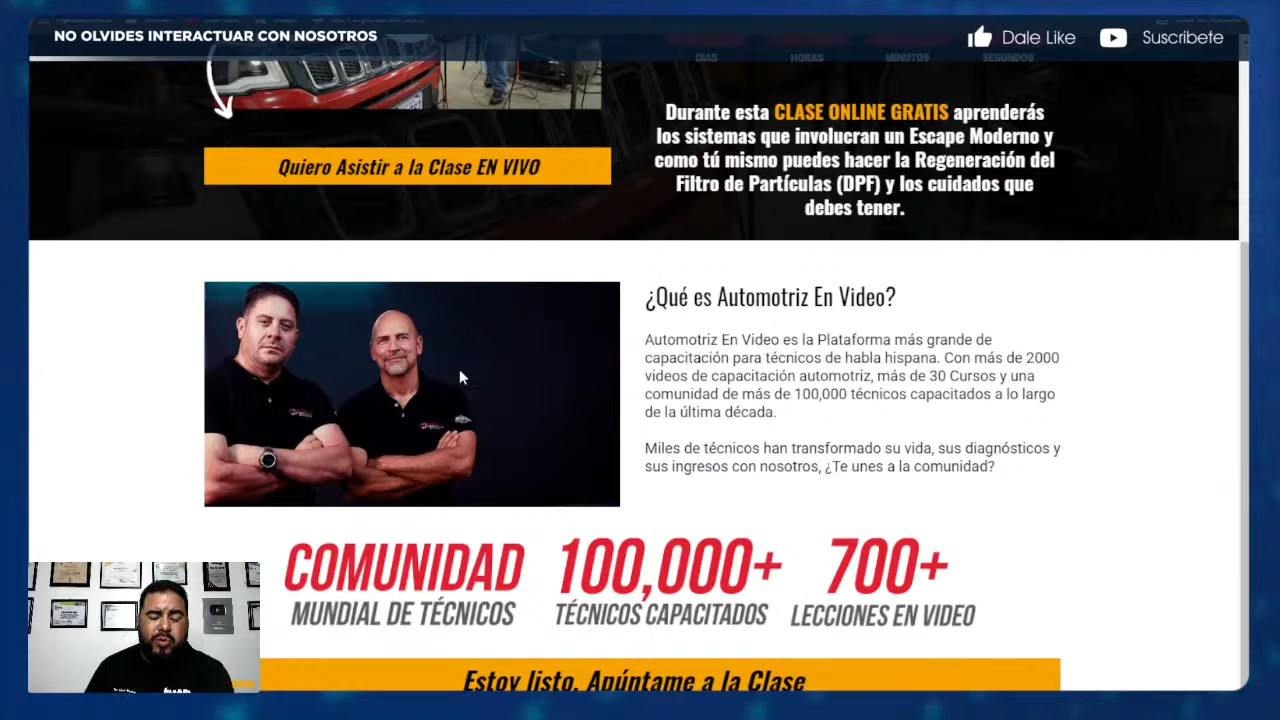 NO OLVIDES INTERACTUAR CON NOSOTROS
Dale Like
Suscribete
DIAS
HORAS
MINUTOS
SEGUNDOS
Quiero Asistir a la Clase EN VIVO
Durante esta CLASE ONLINE GRATIS aprenderás
los sistemas que involucran un Escape Moderno y
como tú mismo puedes hacer la Regeneración del
Filtro de Partículas (DPF) y los cuidados que
debes tener.
¿Qué es Automotriz En Video?
Automotriz En Video es la Plataforma más grande de
capacitación para técnicos de habla hispana. Con más de 2000
videos de capacitación automotriz, más de 30 Cursos y una
comunidad de más de 100,000 técnicos capacitados a lo largo
de la última década.
Miles de técnicos han transformado su vida, sus diagnósticos y
sus ingresos con nosotros, ¿Te unes a la comunidad?
COMUNIDAD
MUNDIAL DE TÉCNICOS
100,000+
TÉCNICOS CAPACITADOS
700+
LECCIONES EN VIDEO
Estoy listo, Apúntame a la Clase